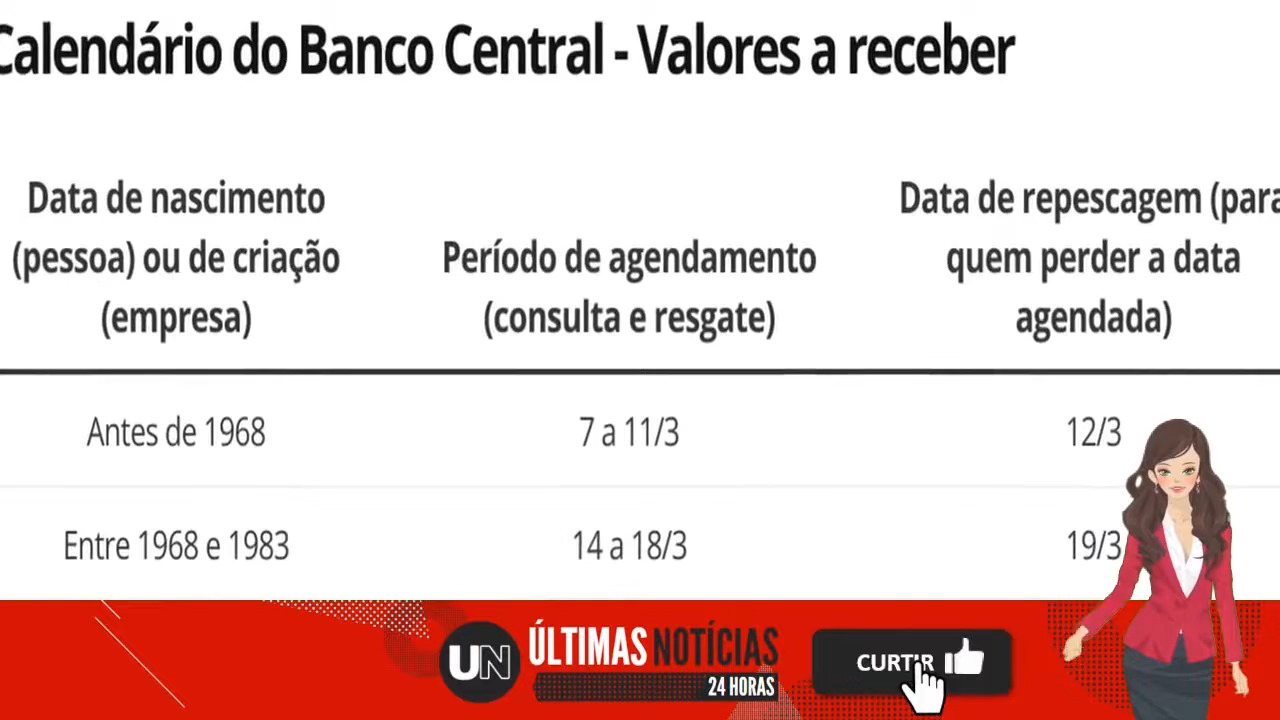 Calendário do Banco Central - Valores a receber
Data de nascimento
(pessoa) ou de criação
(empresa)
Período de agendamento
(consulta e resgate)
Data de repescagem (para
quem perder a data
agendada)
Antes de 1968
7 a 11/3
12/3
Entre 1968 e 1983
14 a 18/3
19/3
UN
ÚLTIMAS NOTÍCIAS
24 HORAS
CURTIR